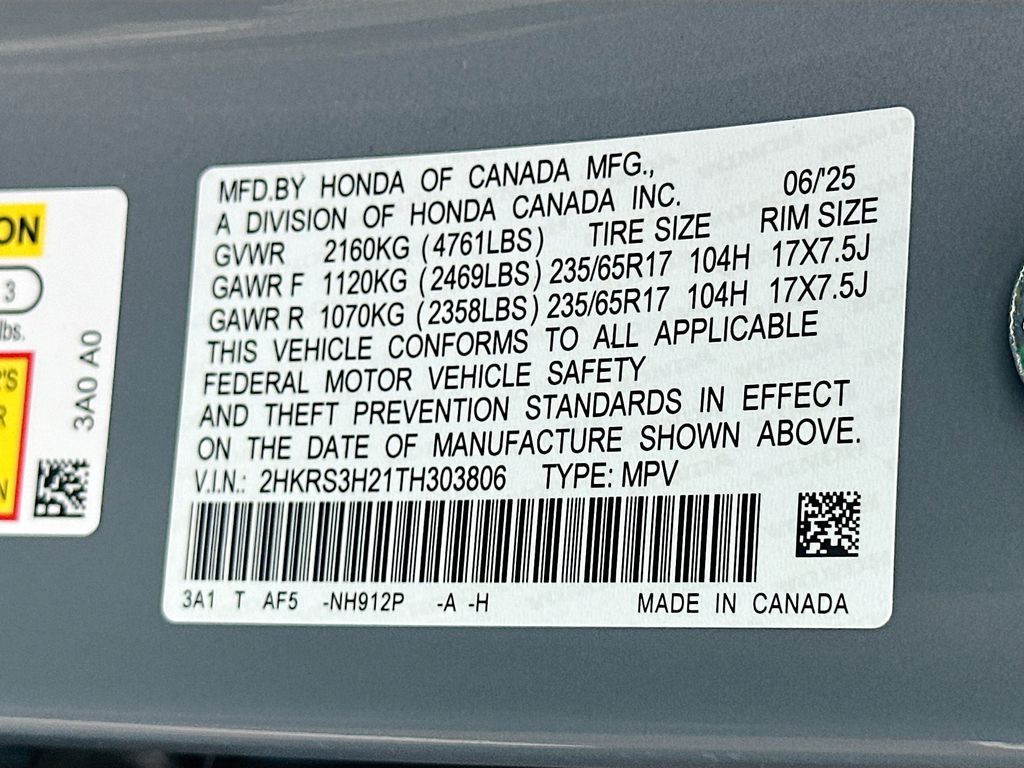 ON
3
lbs.
R'S
R
N
3A0 A0
MFD.BY HONDA OF CANADA MFG.,
A DIVISION OF HONDA CANADA INC. 06/'25
GVWR 2160KG (4761LBS) TIRE SIZE RIM SIZE
GAWR F 1120KG (2469LBS) 235/65R17 104H 17X7.5J
GAWR R 1070KG (2358LBS) 235/65R17 104H 17X7.5J
THIS VEHICLE CONFORMS TO ALL APPLICABLE
FEDERAL MOTOR VEHICLE SAFETY
AND THEFT PREVENTION STANDARDS IN EFFECT
ON THE DATE OF MANUFACTURE SHOWN ABOVE.
V.I.N.: 2HKRS3H21TH303806 TYPE: MPV
3A1 T AF5 -NH912P -A -H MADE IN CANADA